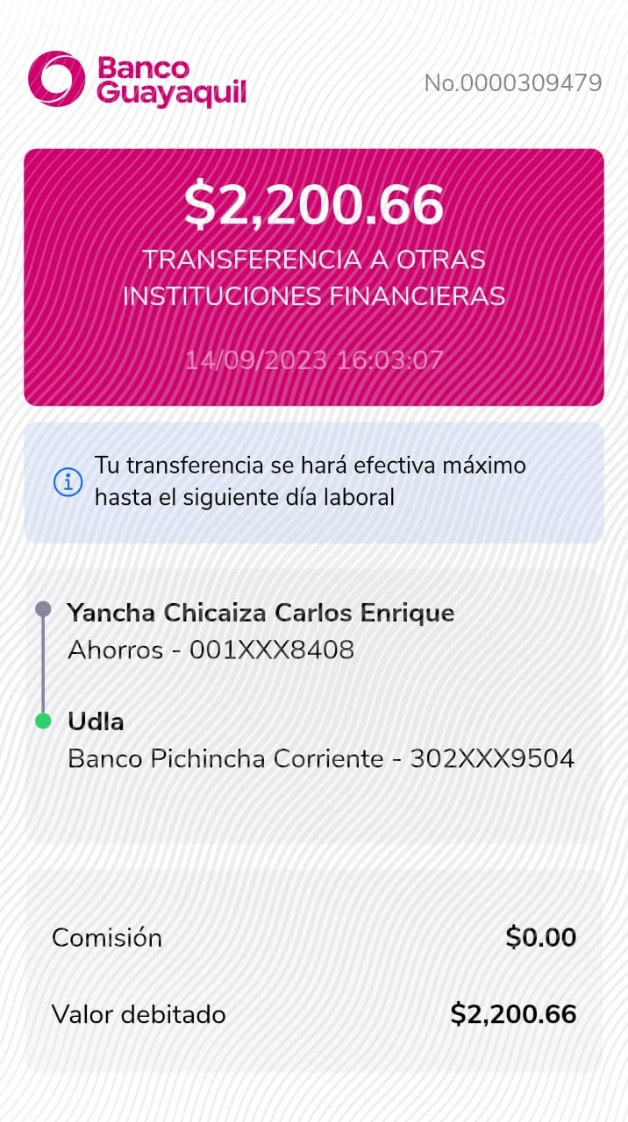 Banco
Guayaquil
No.0000309479
$2,200.66
TRANSFERENCIA A OTRAS
INSTITUCIONES FINANCIERAS
14/09/2023 16:03:07
Tu transferencia se hará efectiva máximo
hasta el siguiente día laboral
Yancha Chicaiza Carlos Enrique
Ahorros - 001XXX8408
Udla
Banco Pichincha Corriente - 302XXX9504
Comisión $0.00
Valor debitado $2,200.66